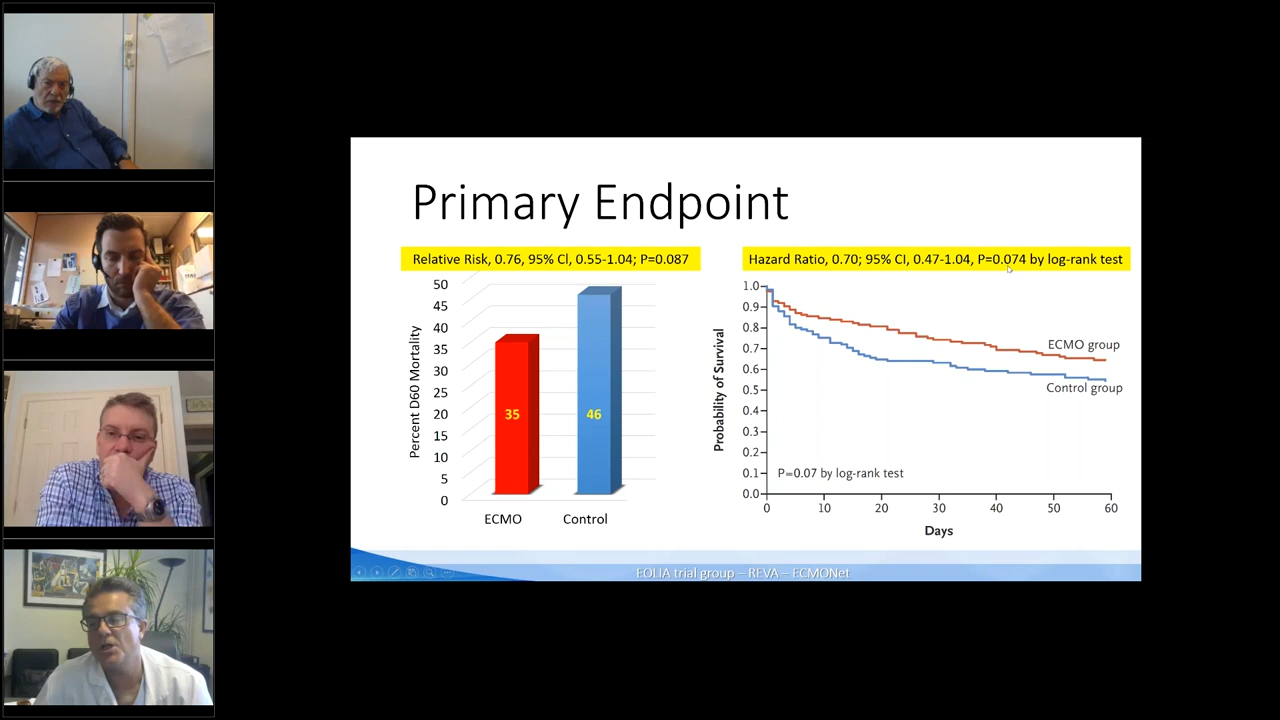 Primary Endpoint
Relative Risk, 0.76, 95% CI, 0.55-1.04; P=0.087
Hazard Ratio, 0.70; 95% CI, 0.47-1.04, P=0.074 by log-rank test
Percent D60 Mortality
50
45
40
35
30
25
20
15
10
5
0
35
46
ECMO
Control
Probability of Survival
1.0
0.9
0.8
0.7
0.6
0.5
0.4
0.3
0.2
0.1
0.0
ECMO group
Control group
P=0.07 by log-rank test
0 10 20 30 40 50 60
Days
EOLIA trial group – REVA – ECMONet